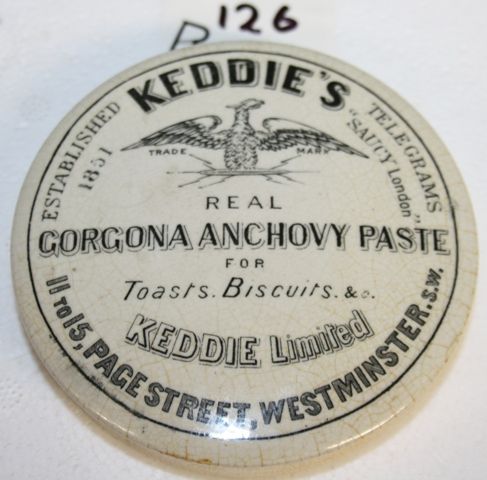 126
KEDDIE'S
ESTABLISHED
1851
TELEGRAMS
"SAUCY London"
TRADE MARK
REAL
GORGONA ANCHOVY PASTE
FOR
Toasts. Biscuits. &c.
KEDDIE Limited
11 TO 15, PAGE STREET, WESTMINSTER. S.W.